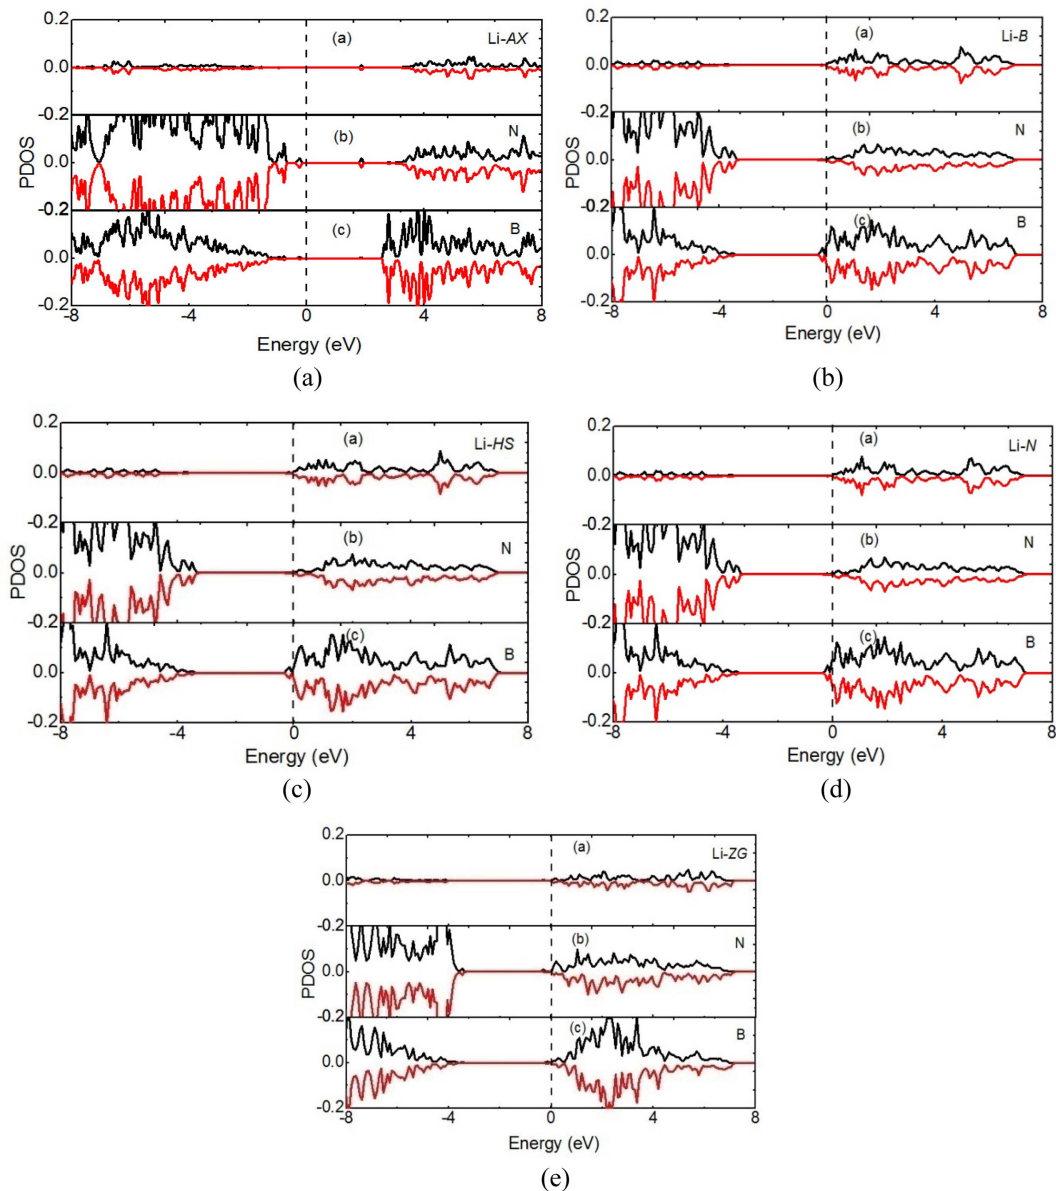 0.2
(a)
Li-AX
0.0
-0.2
(b)
N
0.0
PDOS
-0.2
(c)
B
0.0
-0.2
-8 -4 0 4 8
Energy (eV)
(a)
0.2
(a)
Li-B
0.0
-0.2
(b)
N
0.0
PDOS
-0.2
(c)
B
0.0
-0.2
-8 -4 0 4 8
Energy (eV)
(b)
0.2
(a)
Li-HS
0.0
-0.2
(b)
N
0.0
PDOS
-0.2
(c)
B
0.0
-0.2
-8 -4 0 4 8
Energy (eV)
(c)
0.2
(a)
Li-N
0.0
-0.2
(b)
N
0.0
PDOS
-0.2
(c)
B
0.0
-0.2
-8 -4 0 4 8
Energy (eV)
(d)
0.2
(a)
Li-ZG
0.0
-0.2
(b)
N
0.0
PDOS
-0.2
(c)
B
0.0
-0.2
-8 -4 0 4 8
Energy (eV)
(e)